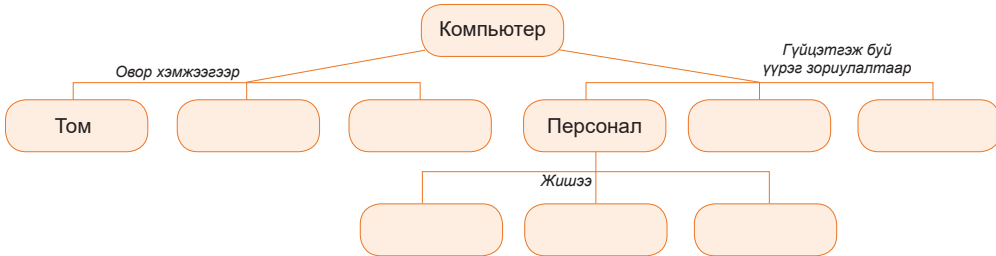 Компьютер
Овор хэмжээгээр
Гүйцэтгэж буй
үүрэг зориулалтаар
Том
Персонал
Жишээ